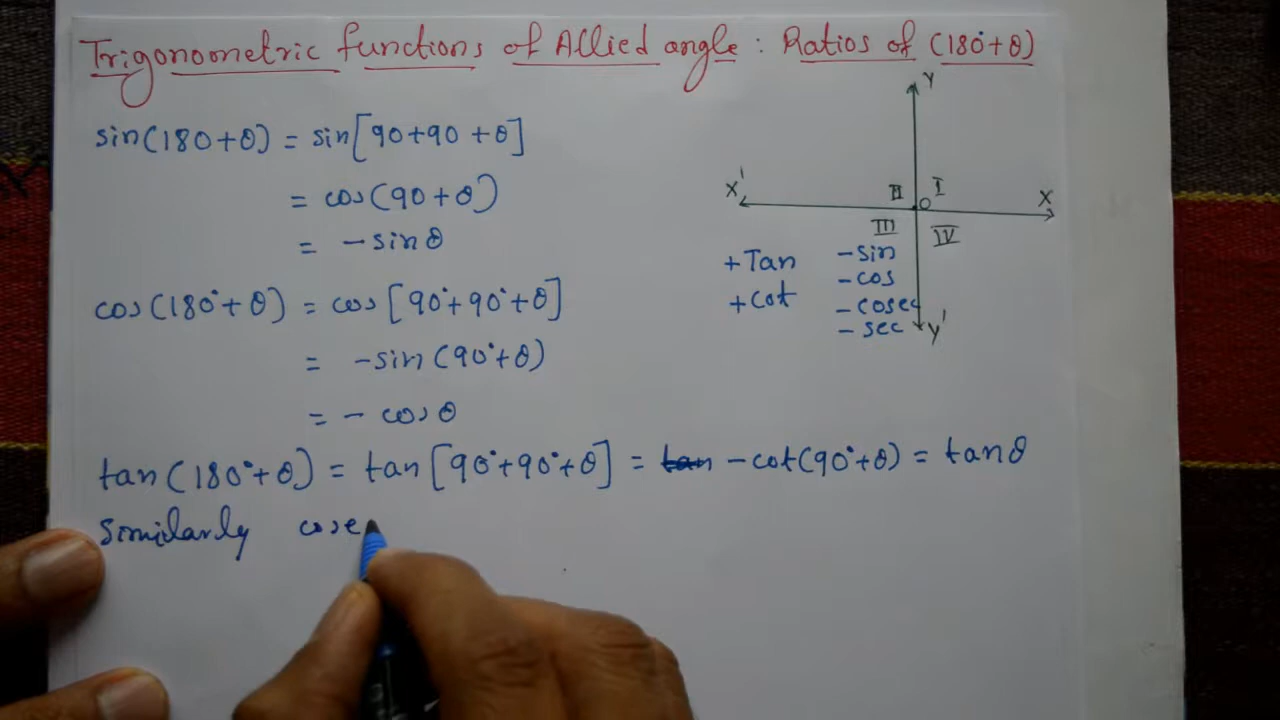 Trigonometric functions of Allied angle : Ratios of (180°+θ)
sin(180+θ) = sin[90+90+θ]
= cos(90+θ)
= -sinθ
cos(180°+θ) = cos[90°+90°+θ]
= -sin(90°+θ)
= -cosθ
tan(180°+θ) = tan[90°+90°+θ] = tan -cot(90°+θ) = tanθ
Similarly cose
Y
X'
II
I
O
X
III
IV
+Tan
-sin
-cos
+cot
-cosec
-sec
Y'